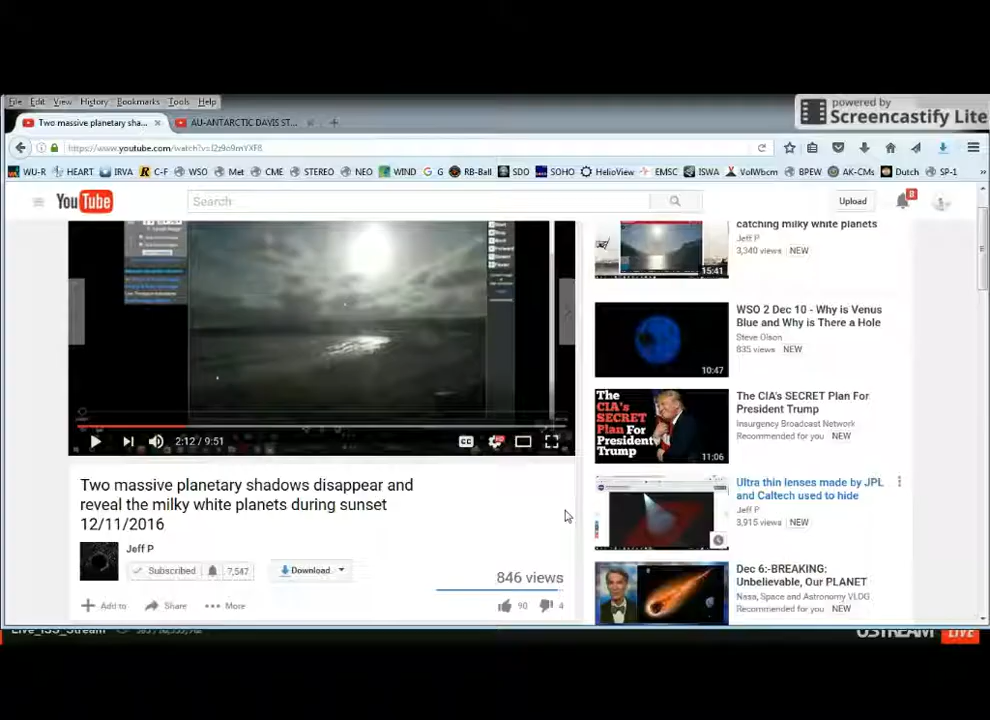 File Edit View History Bookmarks Tools Help
powered by
Screencastify Lite
Two massive planetary sha...
AU-ANTARCTIC DAVIS ST...
WU-R HEART IRVA C-F WSO Met CME STEREO NEO WIND G RB-Ball SDO SOHO HelioView EMSC ISWA VolWbcm BPEW AK-CMs Dutch SP-1
YouTube
Search
Upload
catching milky white planets
Jeff P
3,340 views NEW
15:41
WSO 2 Dec 10 - Why is Venus
Blue and Why is There a Hole
Steve Olson
835 views NEW
10:47
The
CIA's
SECRET
Plan For
President
Trump
11:06
The CIA's SECRET Plan For
President Trump
Insurgency Broadcast Network
Recommended for you NEW
2:12 / 9:51
CC
Two massive planetary shadows disappear and
reveal the milky white planets during sunset
12/11/2016
Ultra thin lenses made by JPL
and Caltech used to hide
Jeff P
3,915 views NEW
Jeff P
Subscribed 7,547
Download
846 views
Add to Share More
90 4
Dec 6:-BREAKING:
Unbelievable, Our PLANET
Nasa, Space and Astronomy VLOG
Recommended for you NEW
Live_ISS_Stream
USTREAM LIVE